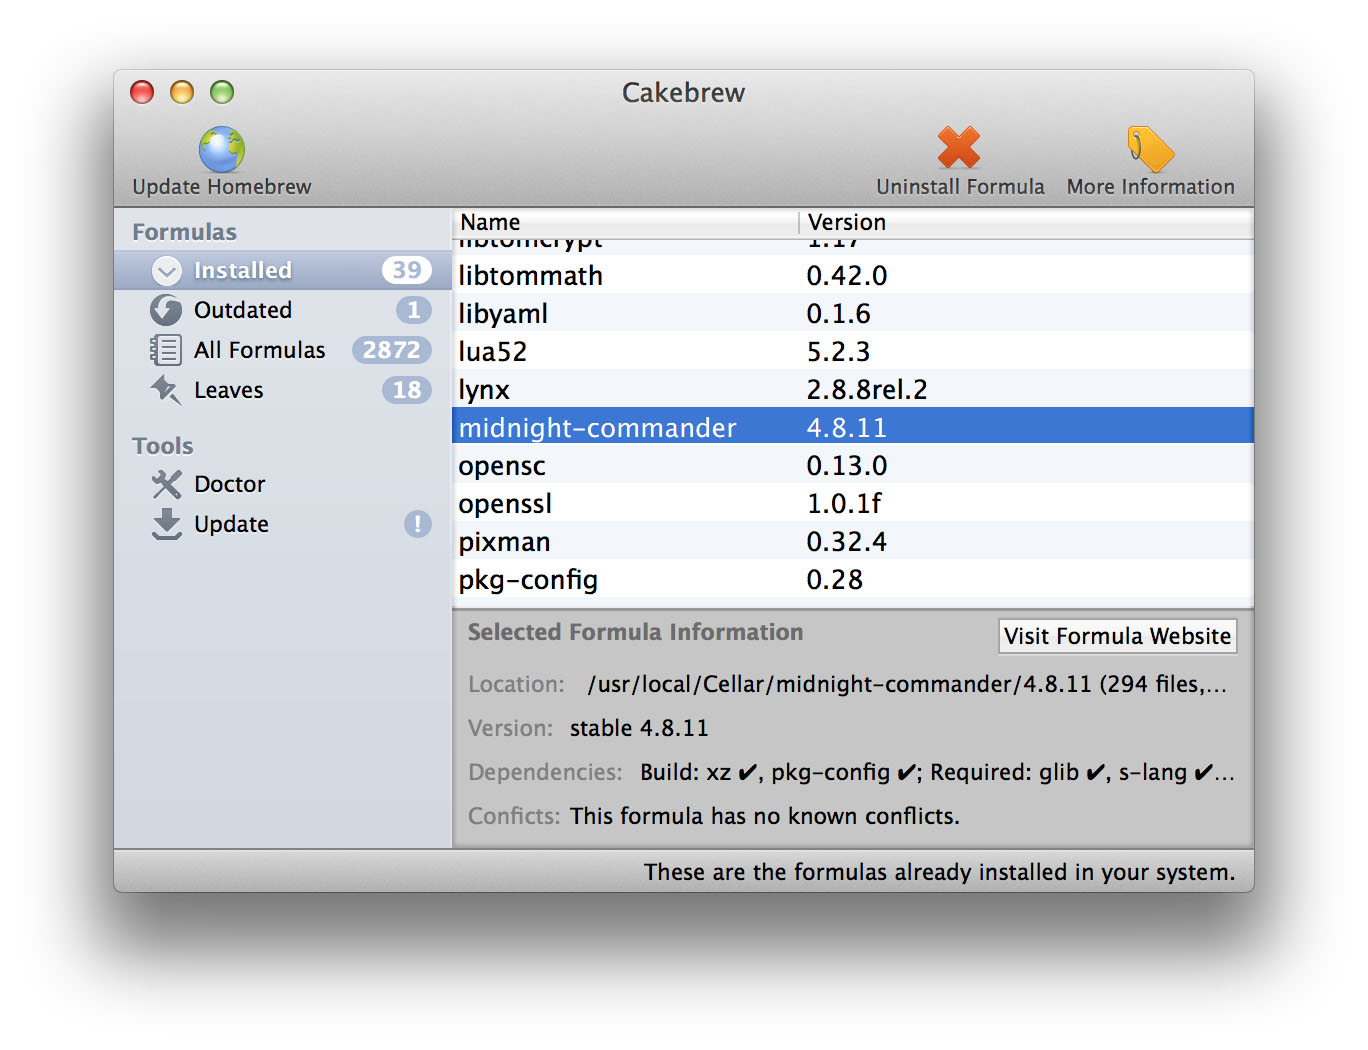 Cakebrew
Update Homebrew
Uninstall Formula
More Information
Formulas
Installed 39
Outdated 1
All Formulas 2872
Leaves 18
Tools
Doctor
Update !
Name Version
libtomcrypt 1.17
libtommath 0.42.0
libyaml 0.1.6
lua52 5.2.3
lynx 2.8.8rel.2
midnight-commander 4.8.11
opensc 0.13.0
openssl 1.0.1f
pixman 0.32.4
pkg-config 0.28
Selected Formula Information
Visit Formula Website
Location: /usr/local/Cellar/midnight-commander/4.8.11 (294 files,...
Version: stable 4.8.11
Dependencies: Build: xz ✔, pkg-config ✔; Required: glib ✔, s-lang ✔...
Conficts: This formula has no known conflicts.
These are the formulas already installed in your system.